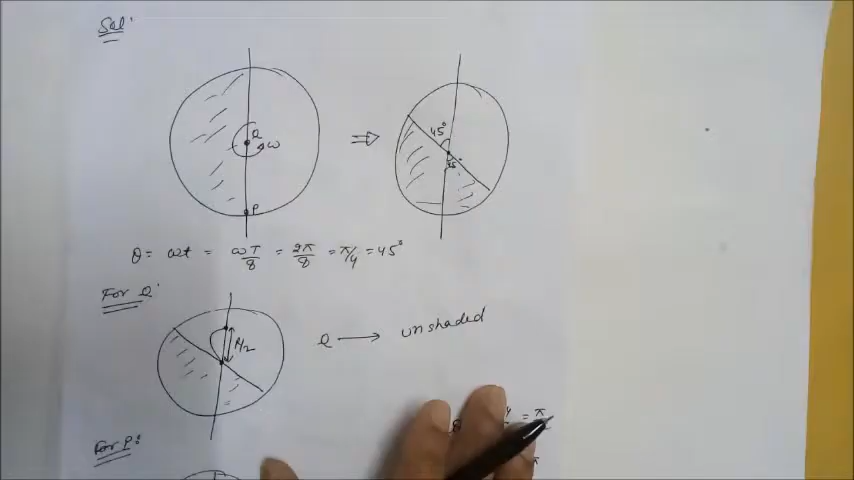 Sol:
Q
ω
P
⇒
45°
45°
θ = ωt = ωT/8 = 2π/8 = π/4 = 45°
For Q:
R/2
Q → unshaded
For P: